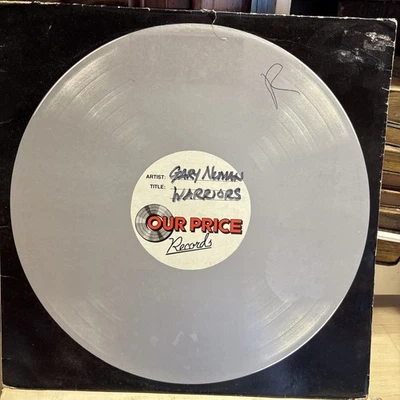 R
ARTIST: GARY NUMAN
TITLE: WARRIORS
OUR PRICE
Records